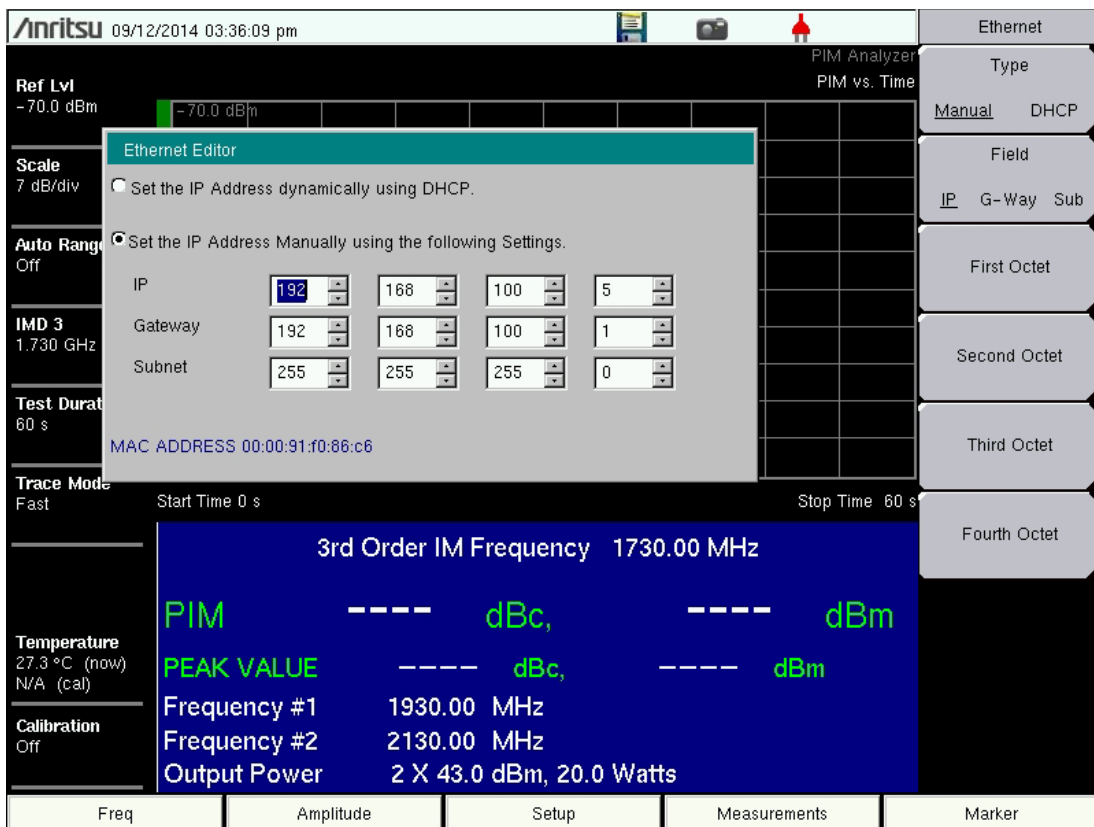 Anritsu 09/12/2014 03:36:09 pm
Ethernet
PIM Analyzer
PIM vs. Time
Type
Manual DHCP
Field
IP G-Way Sub
First Octet
Second Octet
Third Octet
Fourth Octet
Ref Lvl
-70.0 dBm
Scale
7 dB/div
Auto Range
Off
IMD 3
1.730 GHz
Test Durat
60 s
Trace Mode
Fast
Temperature
27.3 °C (now)
N/A (cal)
Calibration
Off
-70.0 dBm
Ethernet Editor
Set the IP Address dynamically using DHCP.
Set the IP Address Manually using the following Settings.
IP 192 168 100 5
Gateway 192 168 100 1
Subnet 255 255 255 0
MAC ADDRESS 00:00:91:f0:86:c6
Start Time 0 s Stop Time 60 s
3rd Order IM Frequency 1730.00 MHz
PIM ---- dBc, ---- dBm
PEAK VALUE ---- dBc, ---- dBm
Frequency #1 1930.00 MHz
Frequency #2 2130.00 MHz
Output Power 2 X 43.0 dBm, 20.0 Watts
Freq Amplitude Setup Measurements Marker